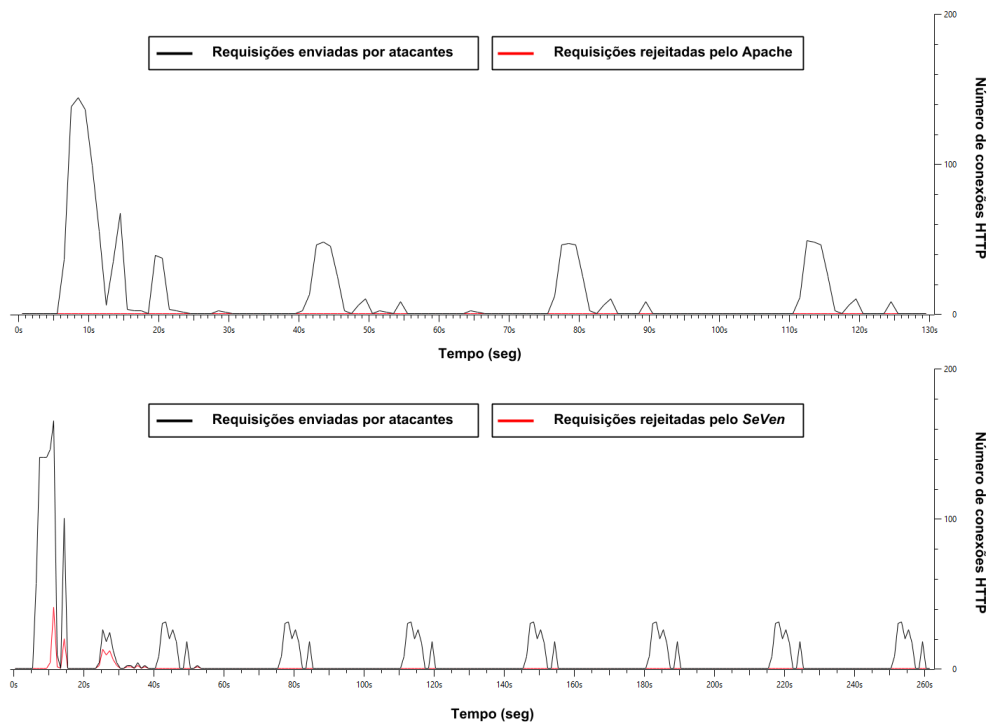 200
Requisições enviadas por atacantes
Requisições rejeitadas pelo Apache
Número de conexões HTTP
100
0
0s 10s 20s 30s 40s 50s 60s 70s 80s 90s 100s 110s 120s 130s
Tempo (seg)
200
Requisições enviadas por atacantes
Requisições rejeitadas pelo SeVen
Número de conexões HTTP
100
0
0s 20s 40s 60s 80s 100s 120s 140s 160s 180s 200s 220s 240s 260s
Tempo (seg)